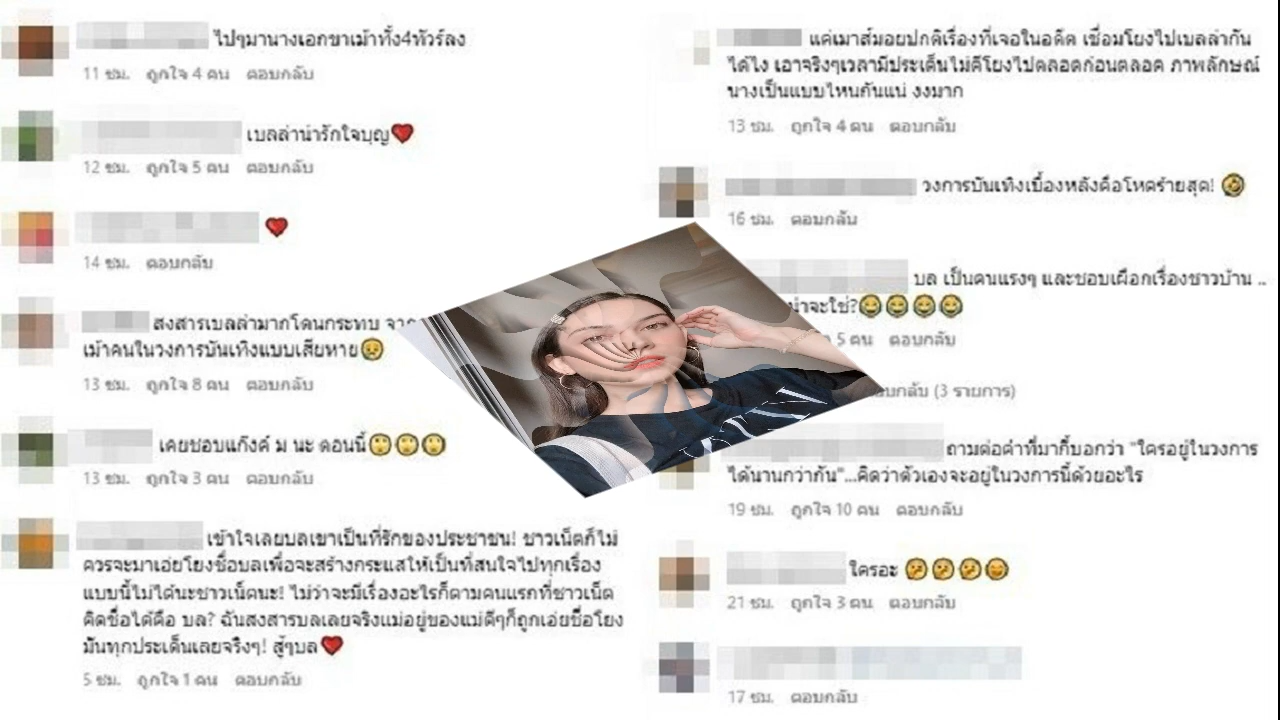 ไปๆมานางเอกขาเม้าทั้ง4ทัวร์ลง
11 ชม. ถูกใจ 4 คน ตอบกลับ
เบลล่าน่ารักใจบุญ
12 ชม. ถูกใจ 5 คน ตอบกลับ
14 ชม. ตอบกลับ
สงสารเบลล่ามากโดนกระทบ
เม้าคนในวงการบันเทิงแบบเสียหาย
13 ชม. ถูกใจ 8 คน ตอบกลับ
เคยชอบแก๊งค์ ม นะ ตอนนี้
13 ชม. ถูกใจ 3 คน ตอบกลับ
เข้าใจเลยบลเขาเป็นที่รักของประชาชน! ชาวเน็ตก็ไม่
ควรจะมาเอ่ยโยงชื่อบลเพื่อจะสร้างกระแสให้เป็นที่สนใจไปทุกเรื่อง
แบบนี้ไม่ได้นะชาวเน็ตนะ! ไม่ว่าจะมีเรื่องอะไรก็ตามคนแรกที่ชาวเน็ต
คิดชื่อได้คือ บล? ฉันสงสารบลเลยจริงแม่อยู่ของแม่ดีๆก็ถูกเอ่ยชื่อโยง
มันทุกประเด็นเลยจริงๆ! สู้ๆบล
5 ชม. ถูกใจ 1 คน ตอบกลับ
แค่เมาส์มอยปกติเรื่องที่เจอในอดีต เชื่อมโยงไปเบลล่ากัน
ได้ไง เอาจริงๆเวลามีประเด็นไม่ดีโยงไปตลอดก่อนตลอด ภาพลักษณ์
นางเป็นแบบไหนกันแน่ งงมาก
13 ชม. ถูกใจ 4 คน ตอบกลับ
วงการบันเทิงเบื้องหลังคือโหดร้ายสุด!
16 ชม. ตอบกลับ
บล เป็นคนแรงๆ และชอบเผือกเรื่องชาวบ้าน ..
น่าจะใช่?
5 คน ตอบกลับ
ตอบกลับ (3 รายการ)
ถามต่อคำที่มากี้บอกว่า "ใครอยู่ในวงการ
ได้นานกว่ากัน"...คิดว่าตัวเองจะอยู่ในวงการนี้ด้วยอะไร
19 ชม. ถูกใจ 10 คน ตอบกลับ
ใครอะ
21 ชม. ถูกใจ 3 คน ตอบกลับ
17 ชม. ตอบกลับ